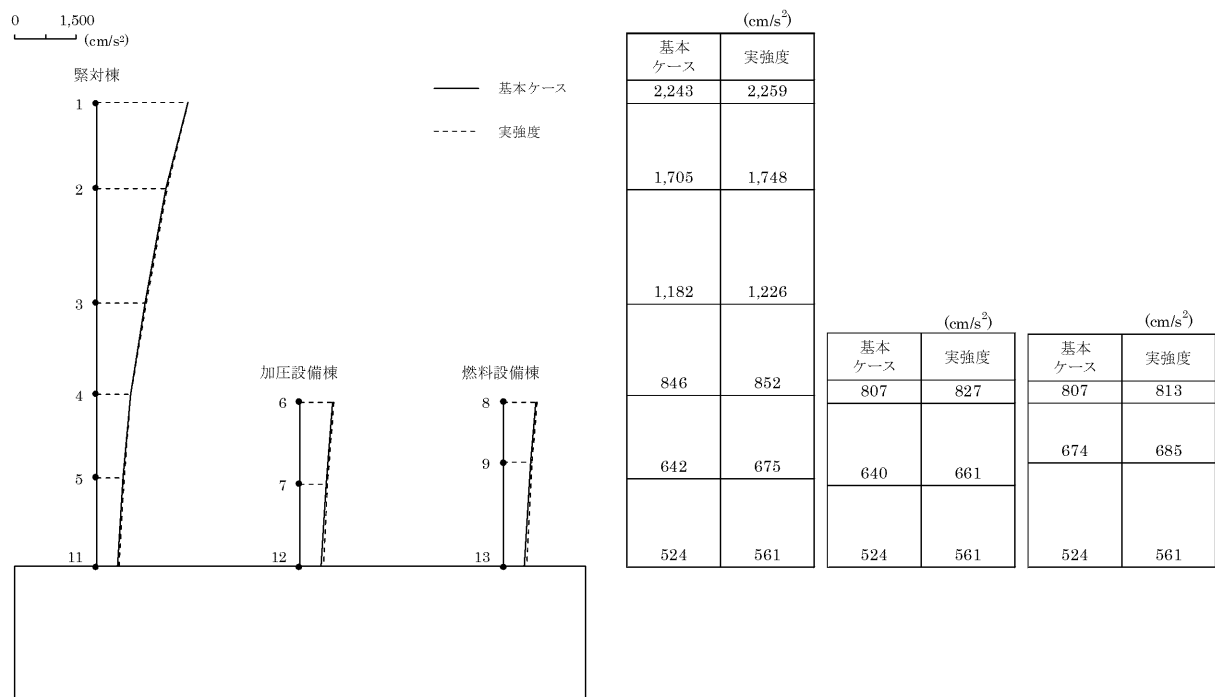 0 1,500
(cm/s²)
緊対棟
基本ケース
実強度
1
2
3
4
5
11
加圧設備棟
6
7
12
燃料設備棟
8
9
13
(cm/s²)
基本
ケース 実強度
2,243 2,259
1,705 1,748
1,182 1,226
846 852
642 675
524 561
(cm/s²)
基本
ケース 実強度
807 827
640 661
524 561
(cm/s²)
基本
ケース 実強度
807 813
674 685
524 561